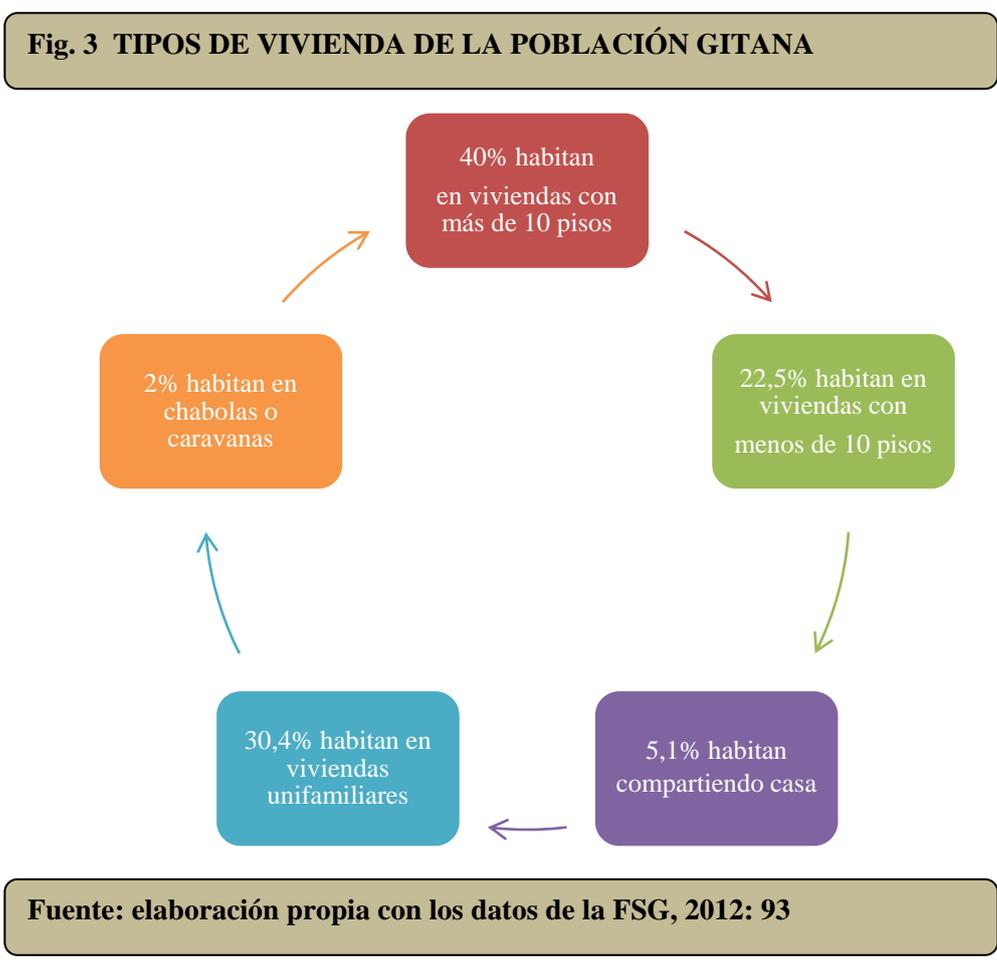 Fig. 3 TIPOS DE VIVIENDA DE LA POBLACIÓN GITANA
40% habitan
en viviendas con
más de 10 pisos
22,5% habitan en
viviendas con
menos de 10 pisos
5,1% habitan
compartiendo casa
30,4% habitan en
viviendas
unifamiliares
2% habitan en
chabolas o
caravanas
Fuente: elaboración propia con los datos de la FSG, 2012: 93